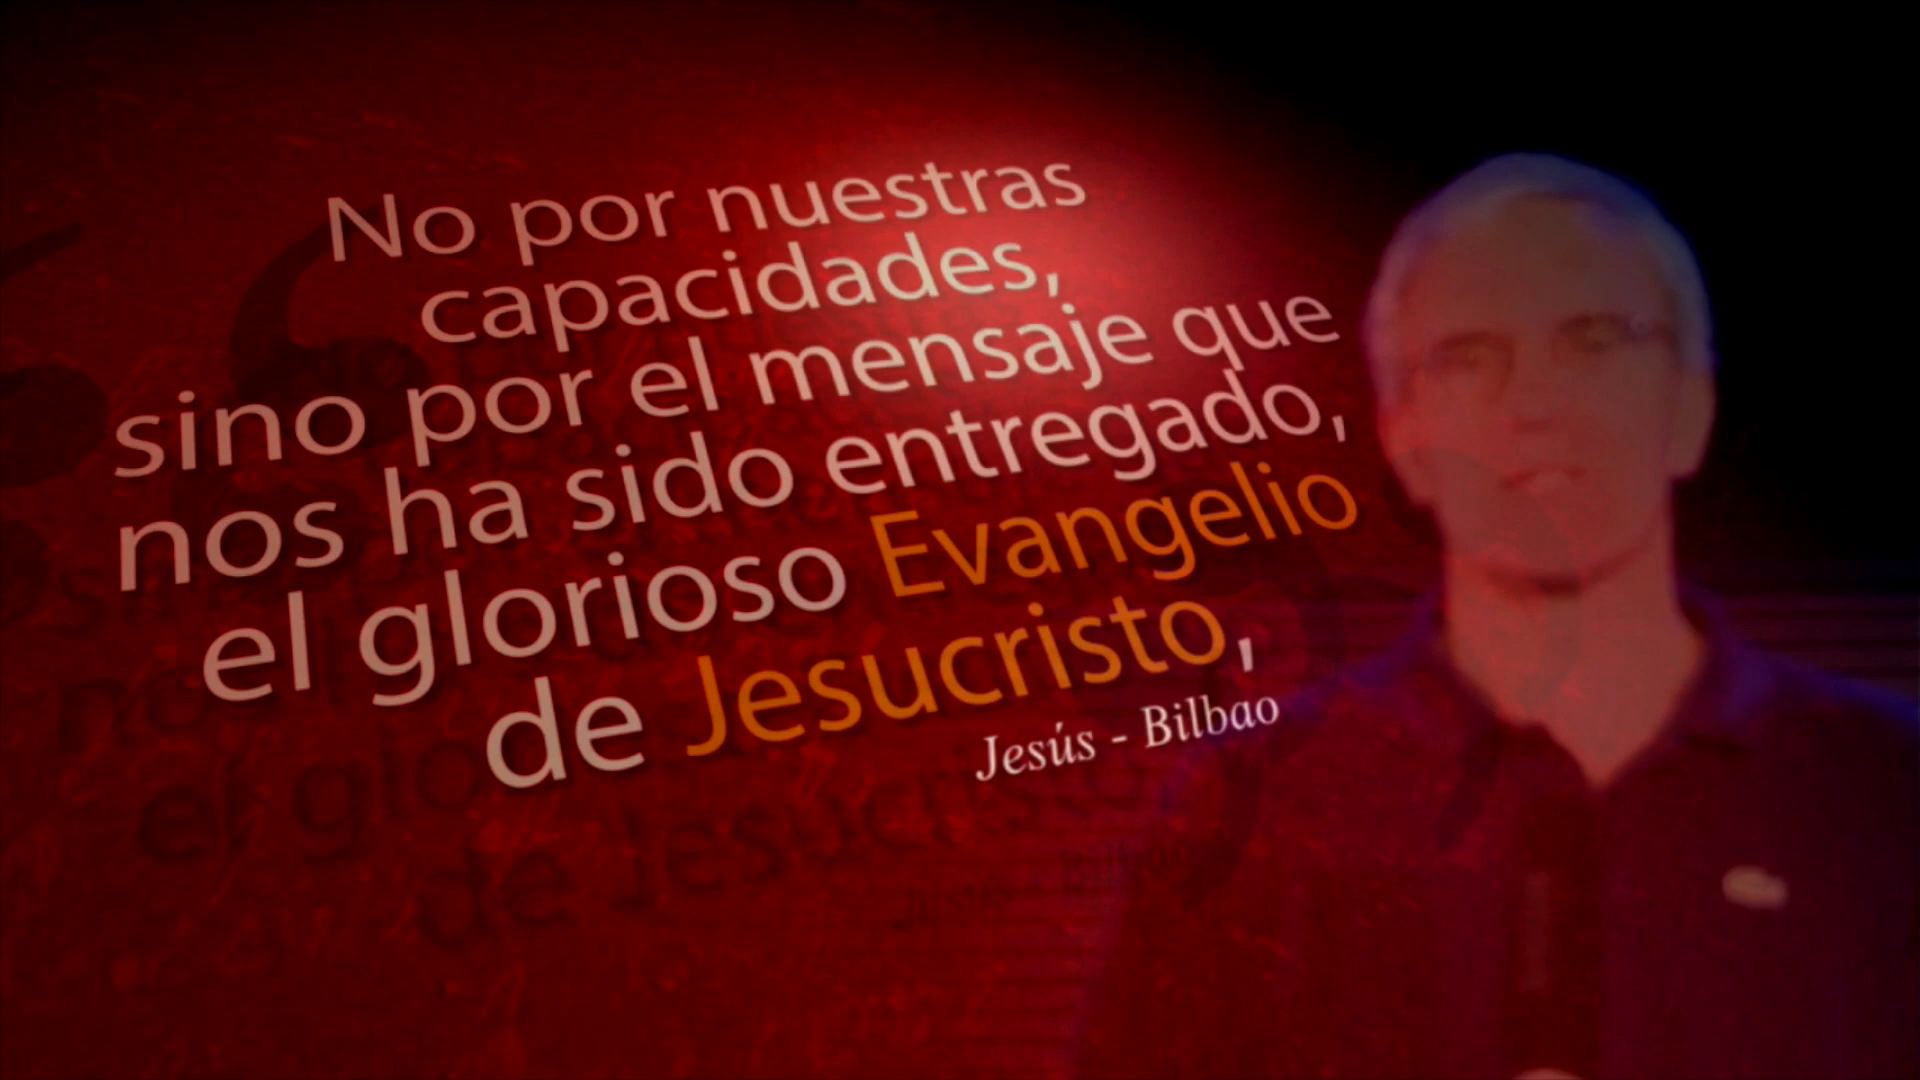 No por nuestras
capacidades,
sino por el mensaje que
nos ha sido entregado,
el glorioso Evangelio
de Jesucristo,
Jesús - Bilbao